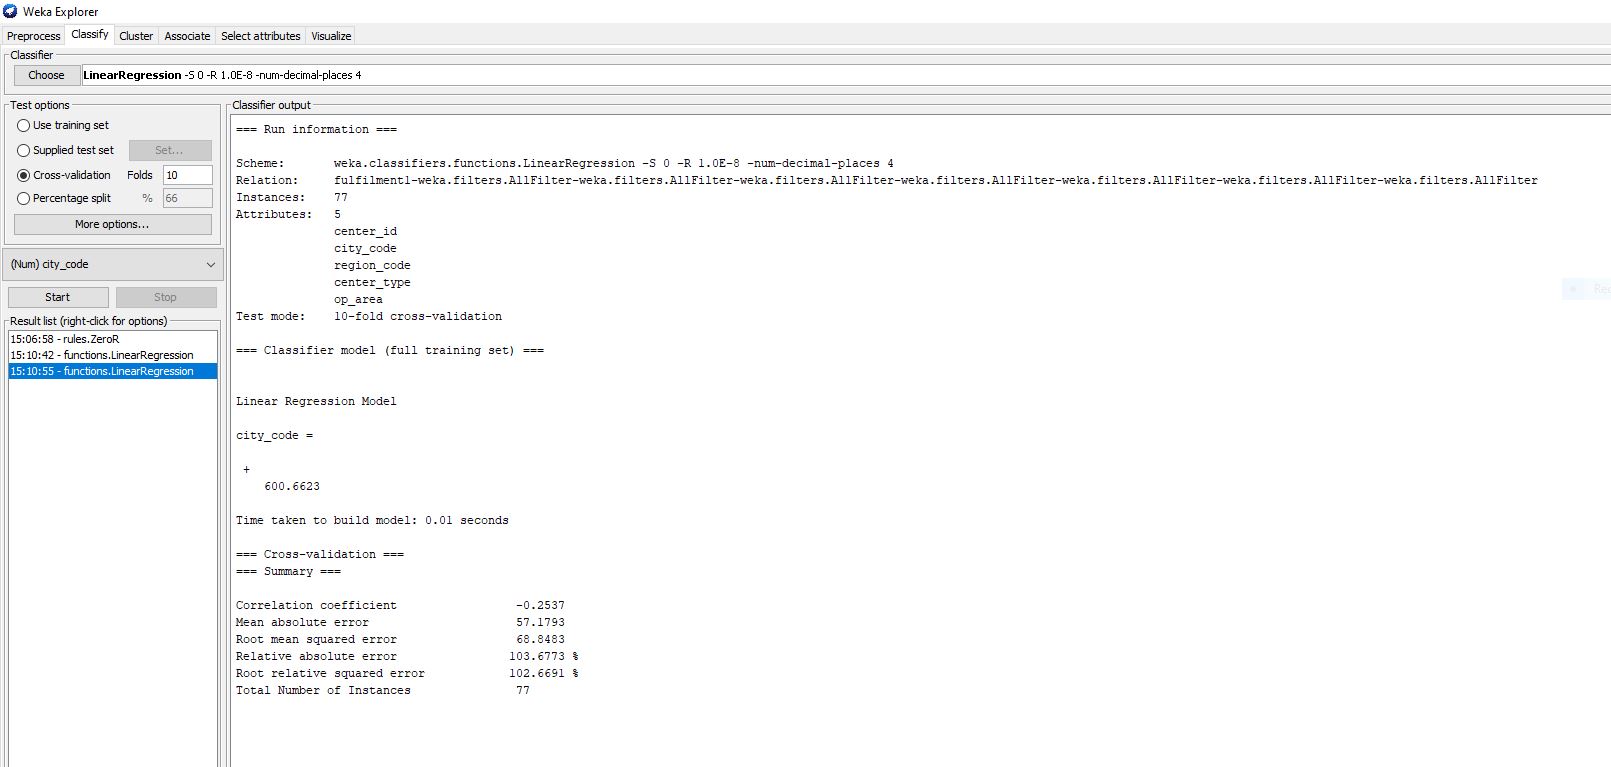 Weka Explorer
Preprocess Classify Cluster Associate Select attributes Visualize
Classifier
Choose LinearRegression -S 0 -R 1.0E-8 -num-decimal-places 4
Test options
Use training set
Supplied test set Set...
Cross-validation Folds 10
Percentage split % 66
More options...
(Num) city_code
Start Stop
Result list (right-click for options)
15:06:58 - rules.ZeroR
15:10:42 - functions.LinearRegression
15:10:55 - functions.LinearRegression
Classifier output
=== Run information ===
Scheme: weka.classifiers.functions.LinearRegression -S 0 -R 1.0E-8 -num-decimal-places 4
Relation: fulfilment1-weka.filters.AllFilter-weka.filters.AllFilter-weka.filters.AllFilter-weka.filters.AllFilter-weka.filters.AllFilter-weka.filters.AllFilter
Instances: 77
Attributes: 5
center_id
city_code
region_code
center_type
op_area
Test mode: 10-fold cross-validation
=== Classifier model (full training set) ===
Linear Regression Model
city_code =
+
600.6623
Time taken to build model: 0.01 seconds
=== Cross-validation ===
=== Summary ===
Correlation coefficient -0.2537
Mean absolute error 57.1793
Root mean squared error 68.8483
Relative absolute error 103.6773 %
Root relative squared error 102.6691 %
Total Number of Instances 77